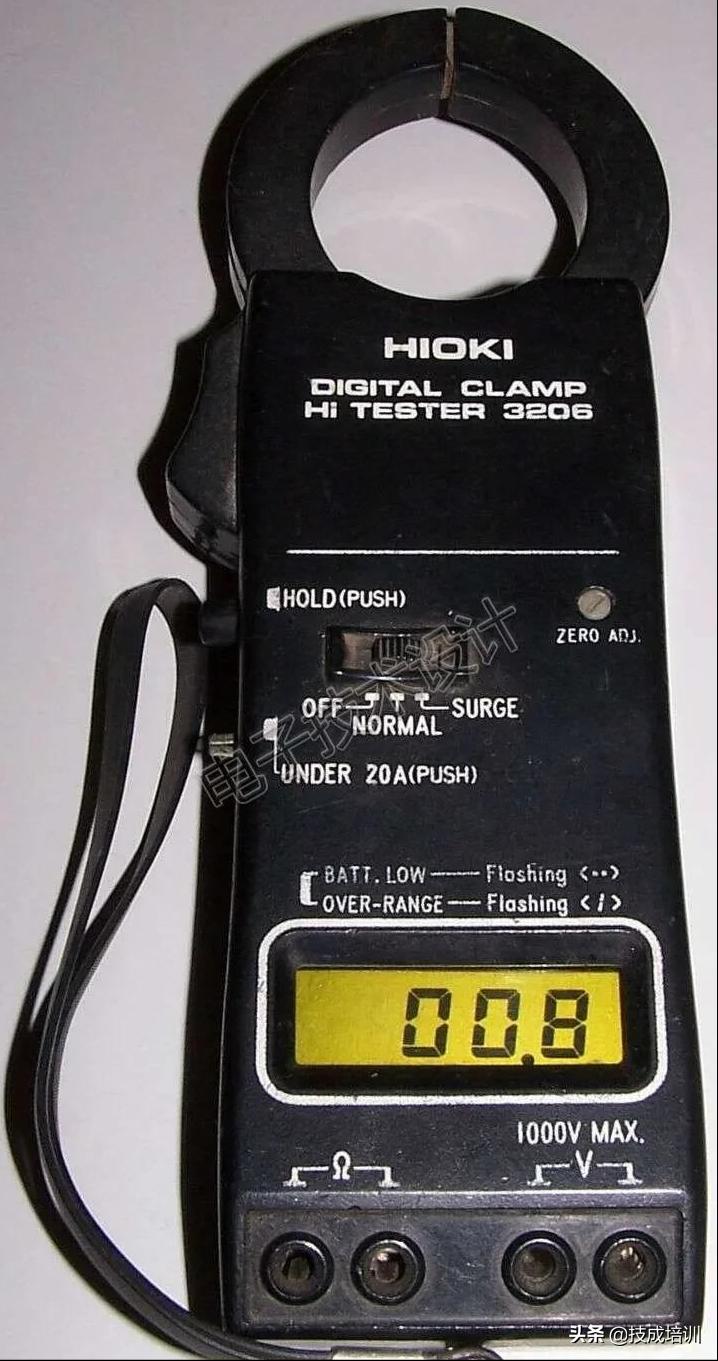 HIOKI
DIGITAL CLAMP
Hi TESTER 3206
HOLD(PUSH)
ZERO ADJ.
OFF
NORMAL
SURGE
UNDER 20A(PUSH)
电子技术设计
BATT.LOW — Flashing <••>
OVER-RANGE — Flashing </>
00.8
1000V MAX.
Ω
V
头条 @技成培训